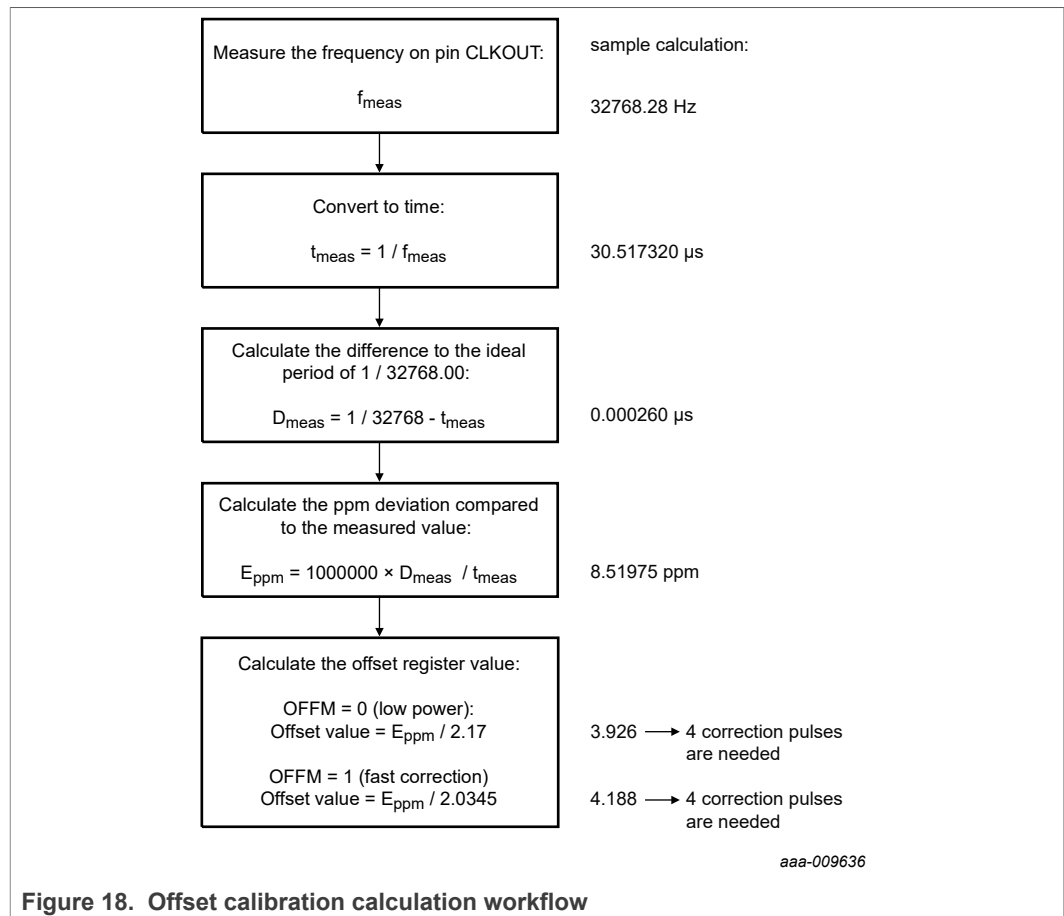 Measure the frequency on pin CLKOUT:
fmeas
sample calculation:
32768.28 Hz
Convert to time:
tmeas = 1 / fmeas
30.517320 µs
Calculate the difference to the ideal
period of 1 / 32768.00:
Dmeas = 1 / 32768 - tmeas
0.000260 µs
Calculate the ppm deviation compared
to the measured value:
Eppm = 1000000 × Dmeas / tmeas
8.51975 ppm
Calculate the offset register value:
OFFM = 0 (low power):
Offset value = Eppm / 2.17
3.926 → 4 correction pulses
are needed
OFFM = 1 (fast correction)
Offset value = Eppm / 2.0345
4.188 → 4 correction pulses
are needed
aaa-009636
Figure 18. Offset calibration calculation workflow